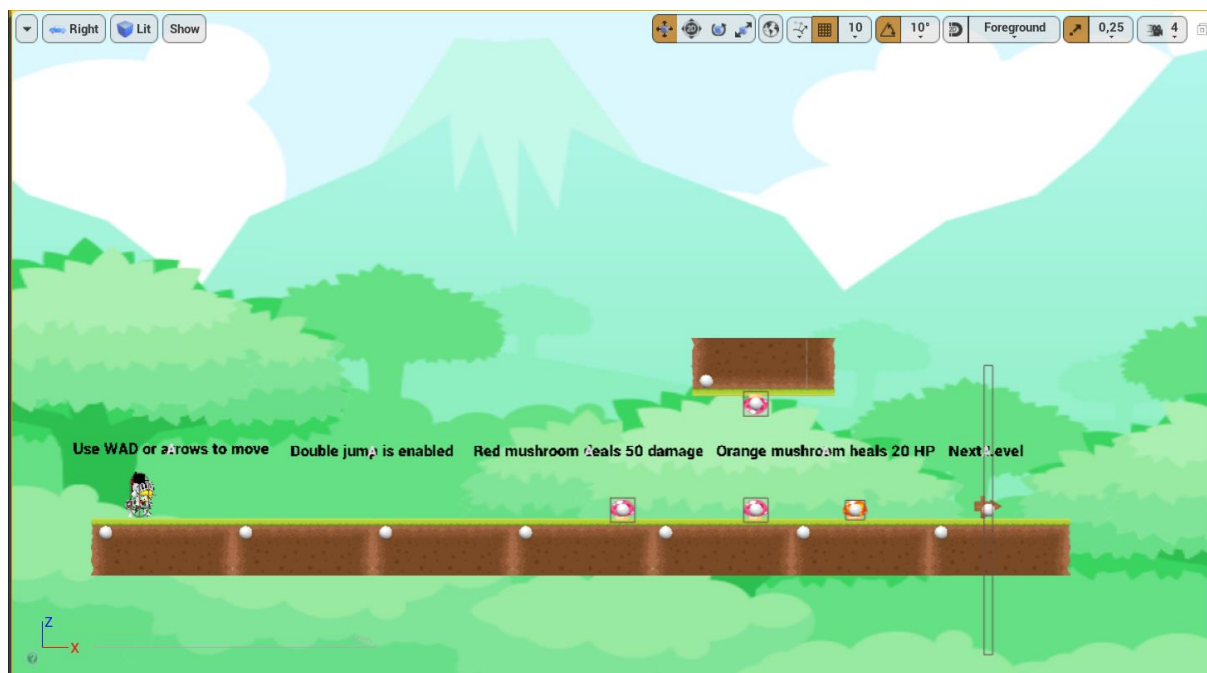 Right Lit Show 10 10° Foreground 0,25 4
Use WAD or arrows to move Double jump is enabled Red mushroom deals 50 damage Orange mushroom heals 20 HP Next Level
Z
X